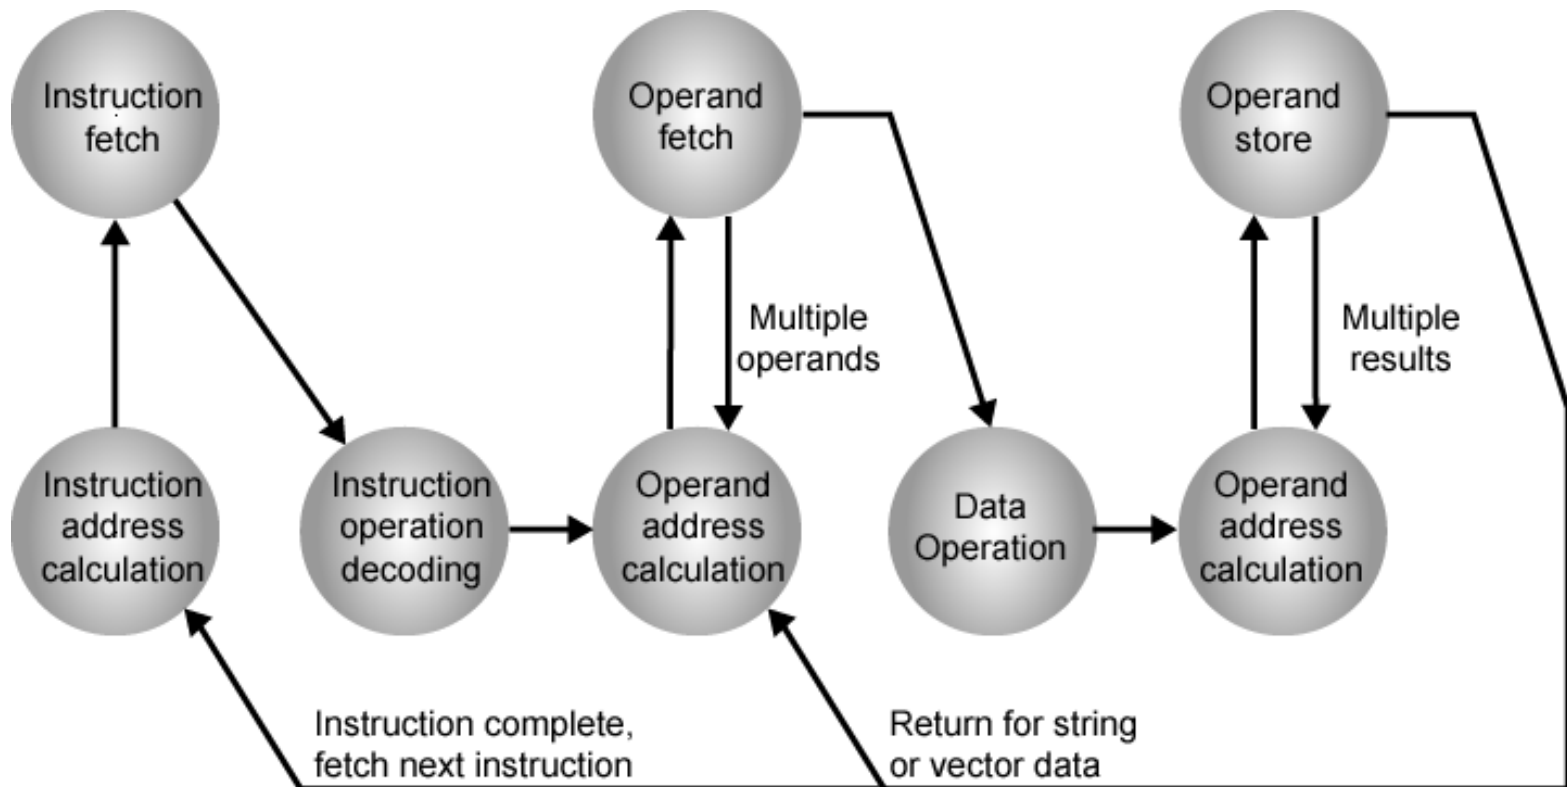 Instruction
fetch
Operand
fetch
Operand
store
Multiple
operands
Multiple
results
Instruction
address
calculation
Instruction
operation
decoding
Operand
address
calculation
Data
Operation
Operand
address
calculation
Instruction complete,
fetch next instruction
Return for string
or vector data